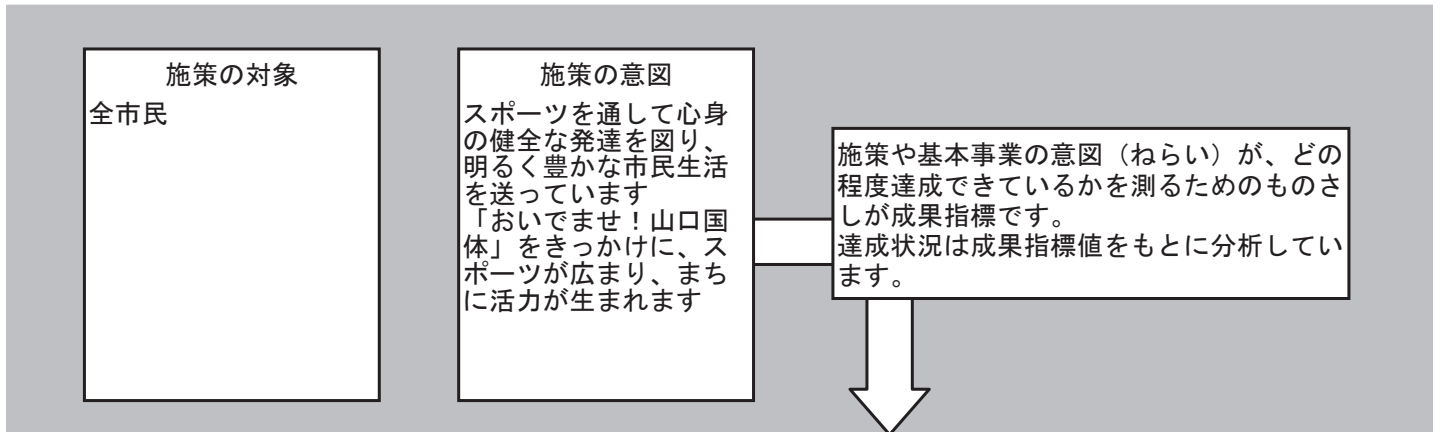 施策の対象
全市民
施策の意図
スポーツを通して心身
の健全な発達を図り、
明るく豊かな市民生活
を送っています
「おいでませ！山口国
体」をきっかけに、ス
ポーツが広まり、まち
に活力が生まれます
施策や基本事業の意図（ねらい）が、どの
程度達成できているかを測るためのものさ
しが成果指標です。
達成状況は成果指標値をもとに分析してい
ます。